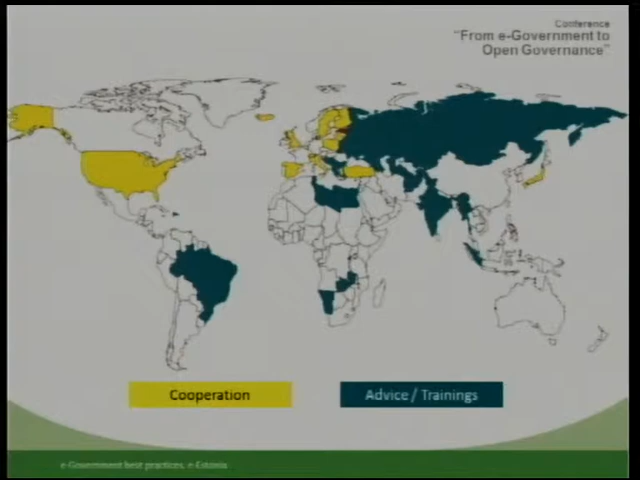 Conference
"From e-Government to
Open Governance"
Cooperation
Advice / Trainings
e-Government best practices, e-Estonia